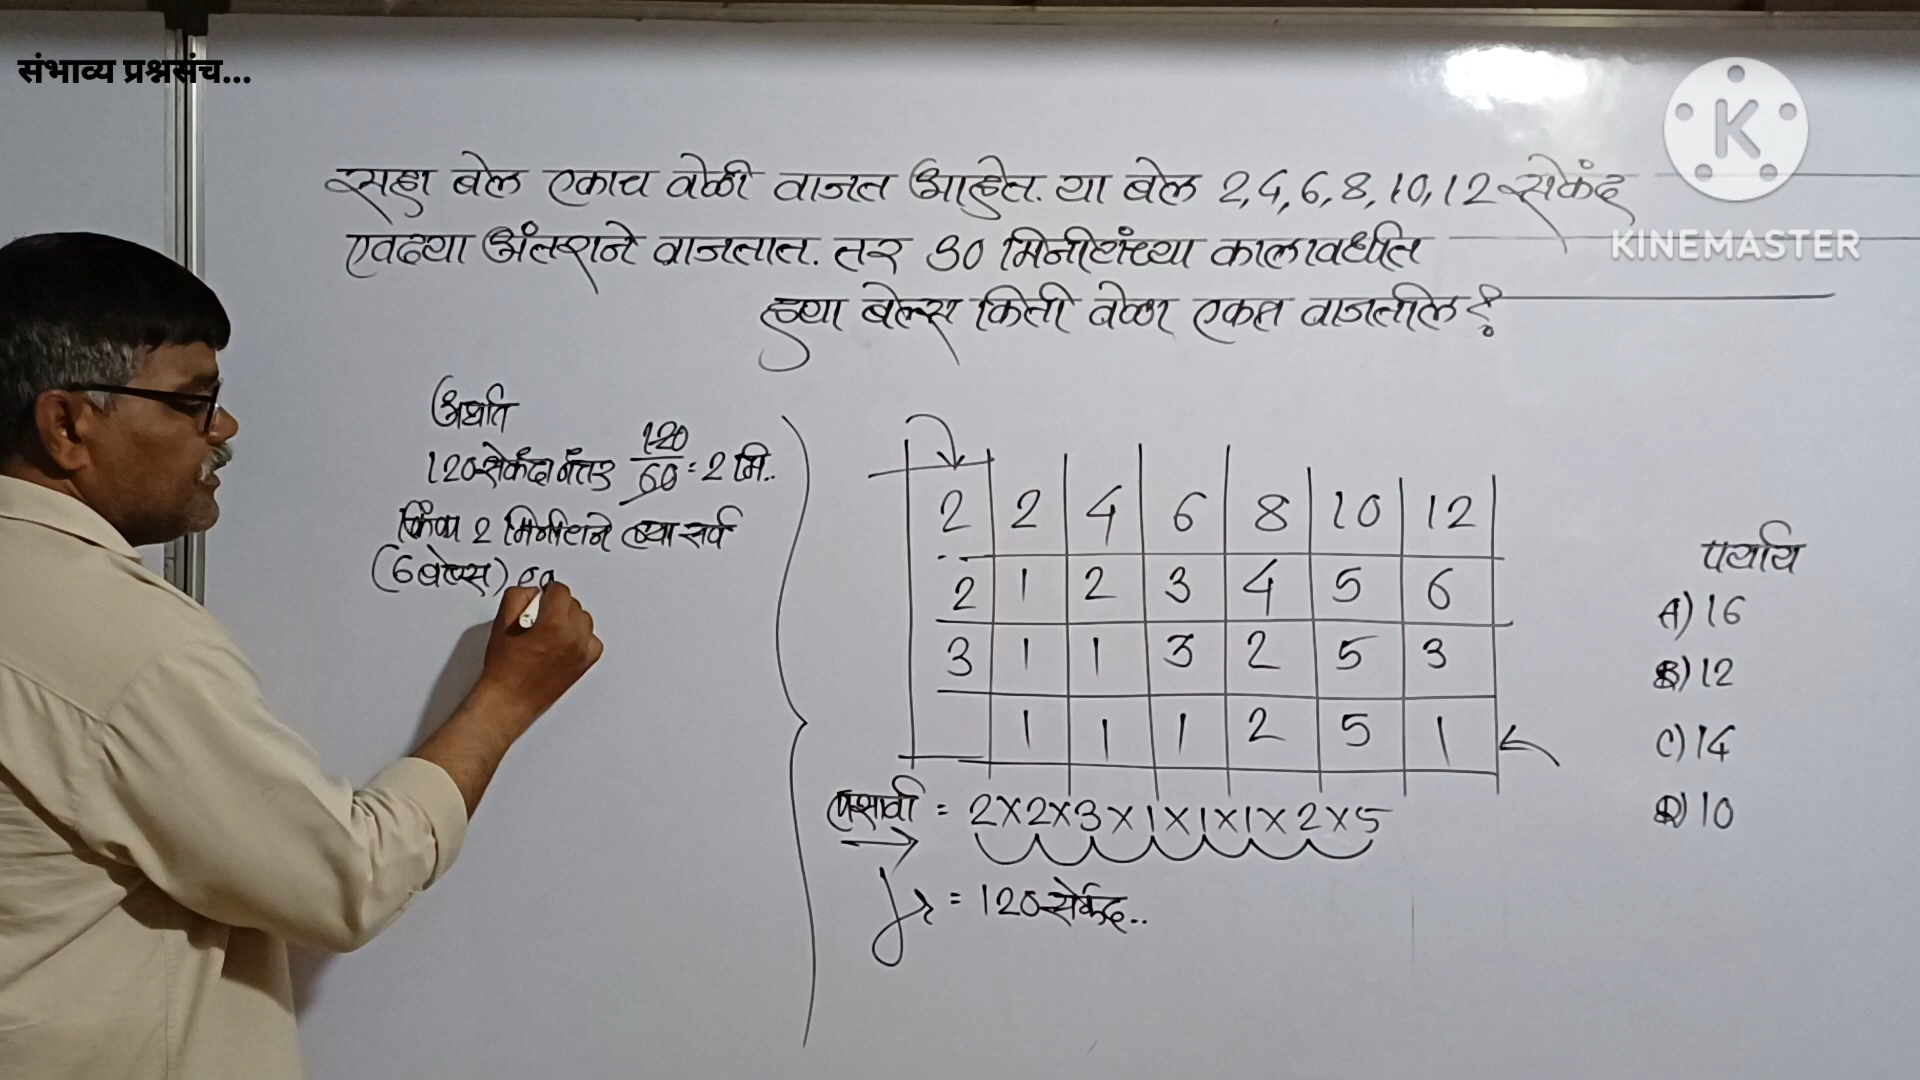 संभाव्य प्रश्नसंच...
K
KINEMASTER
सहा बेल एकाच वेळी वाजत आहेत. या बेल 2,4,6,8,10,12 सेकंद
एवढ्या अंतराने वाजतात. तर 30 मिनीटांच्या कालावधीत
ह्या बेल्स किती वेळा एकत्र वाजतील?
अर्थात
120 सेकंदा नंतर 120/60 = 2 मि..
किंवा 2 मिनीटाने ह्या सर्व
(6 बेल्स)
2 2 4 6 8 10 12
2 1 2 3 4 5 6
3 1 1 3 2 5 3
1 1 1 2 5 1
लसावी = 2×2×3×1×1×1×2×5
= 120 सेकंद..
पर्याय
A) 16
B) 12
C) 14
D) 10